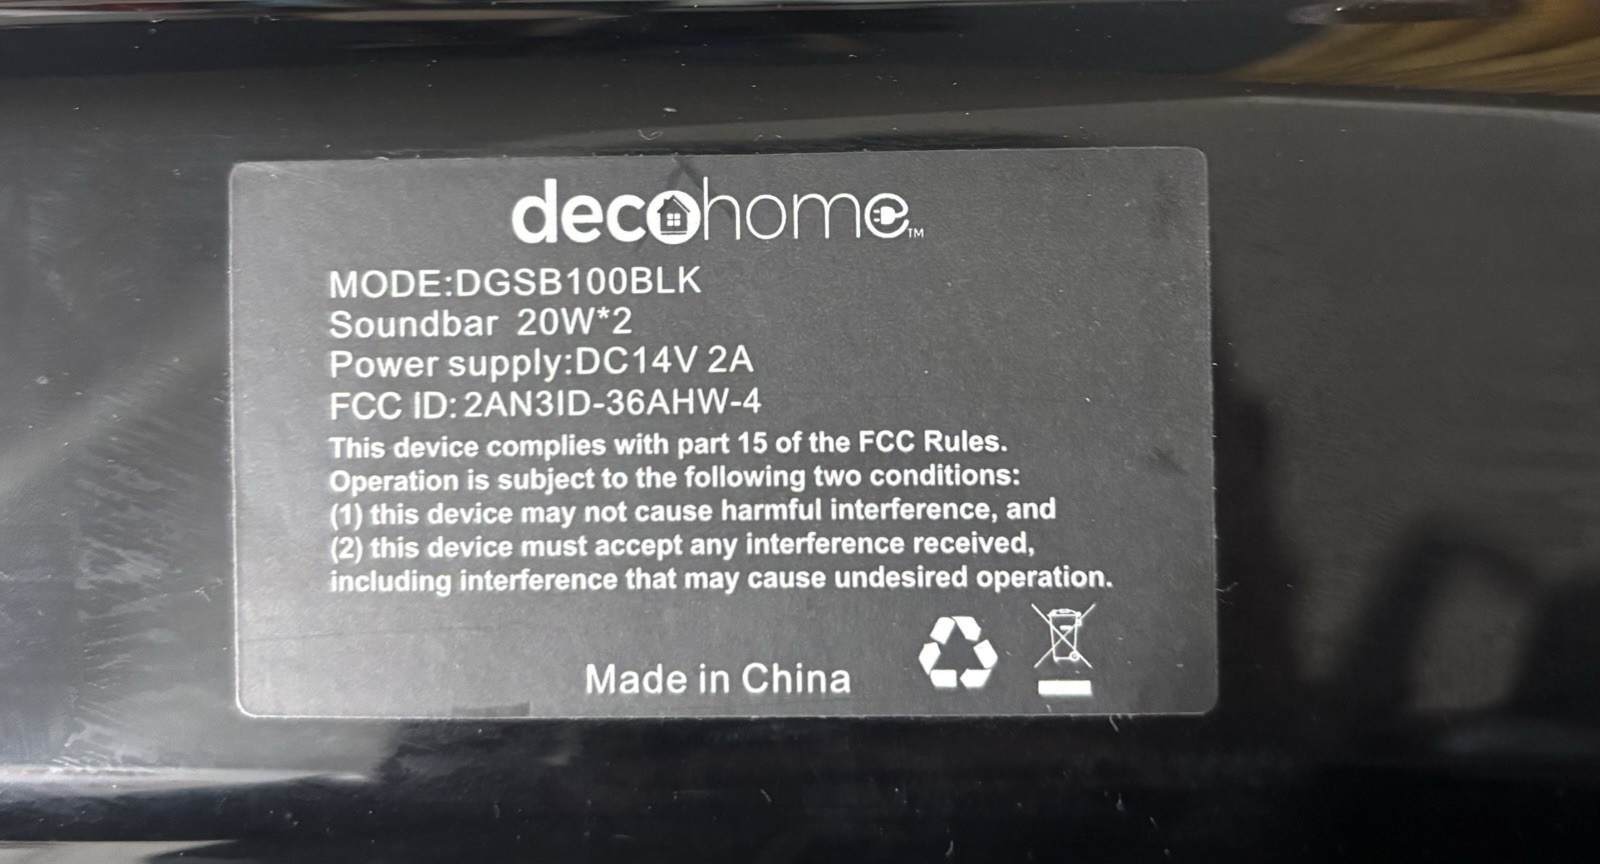 decohome™
MODE:DGSB100BLK
Soundbar 20W*2
Power supply:DC14V 2A
FCC ID:2AN3ID-36AHW-4
This device complies with part 15 of the FCC Rules.
Operation is subject to the following two conditions:
(1) this device may not cause harmful interference, and
(2) this device must accept any interference received,
including interference that may cause undesired operation.
Made in China